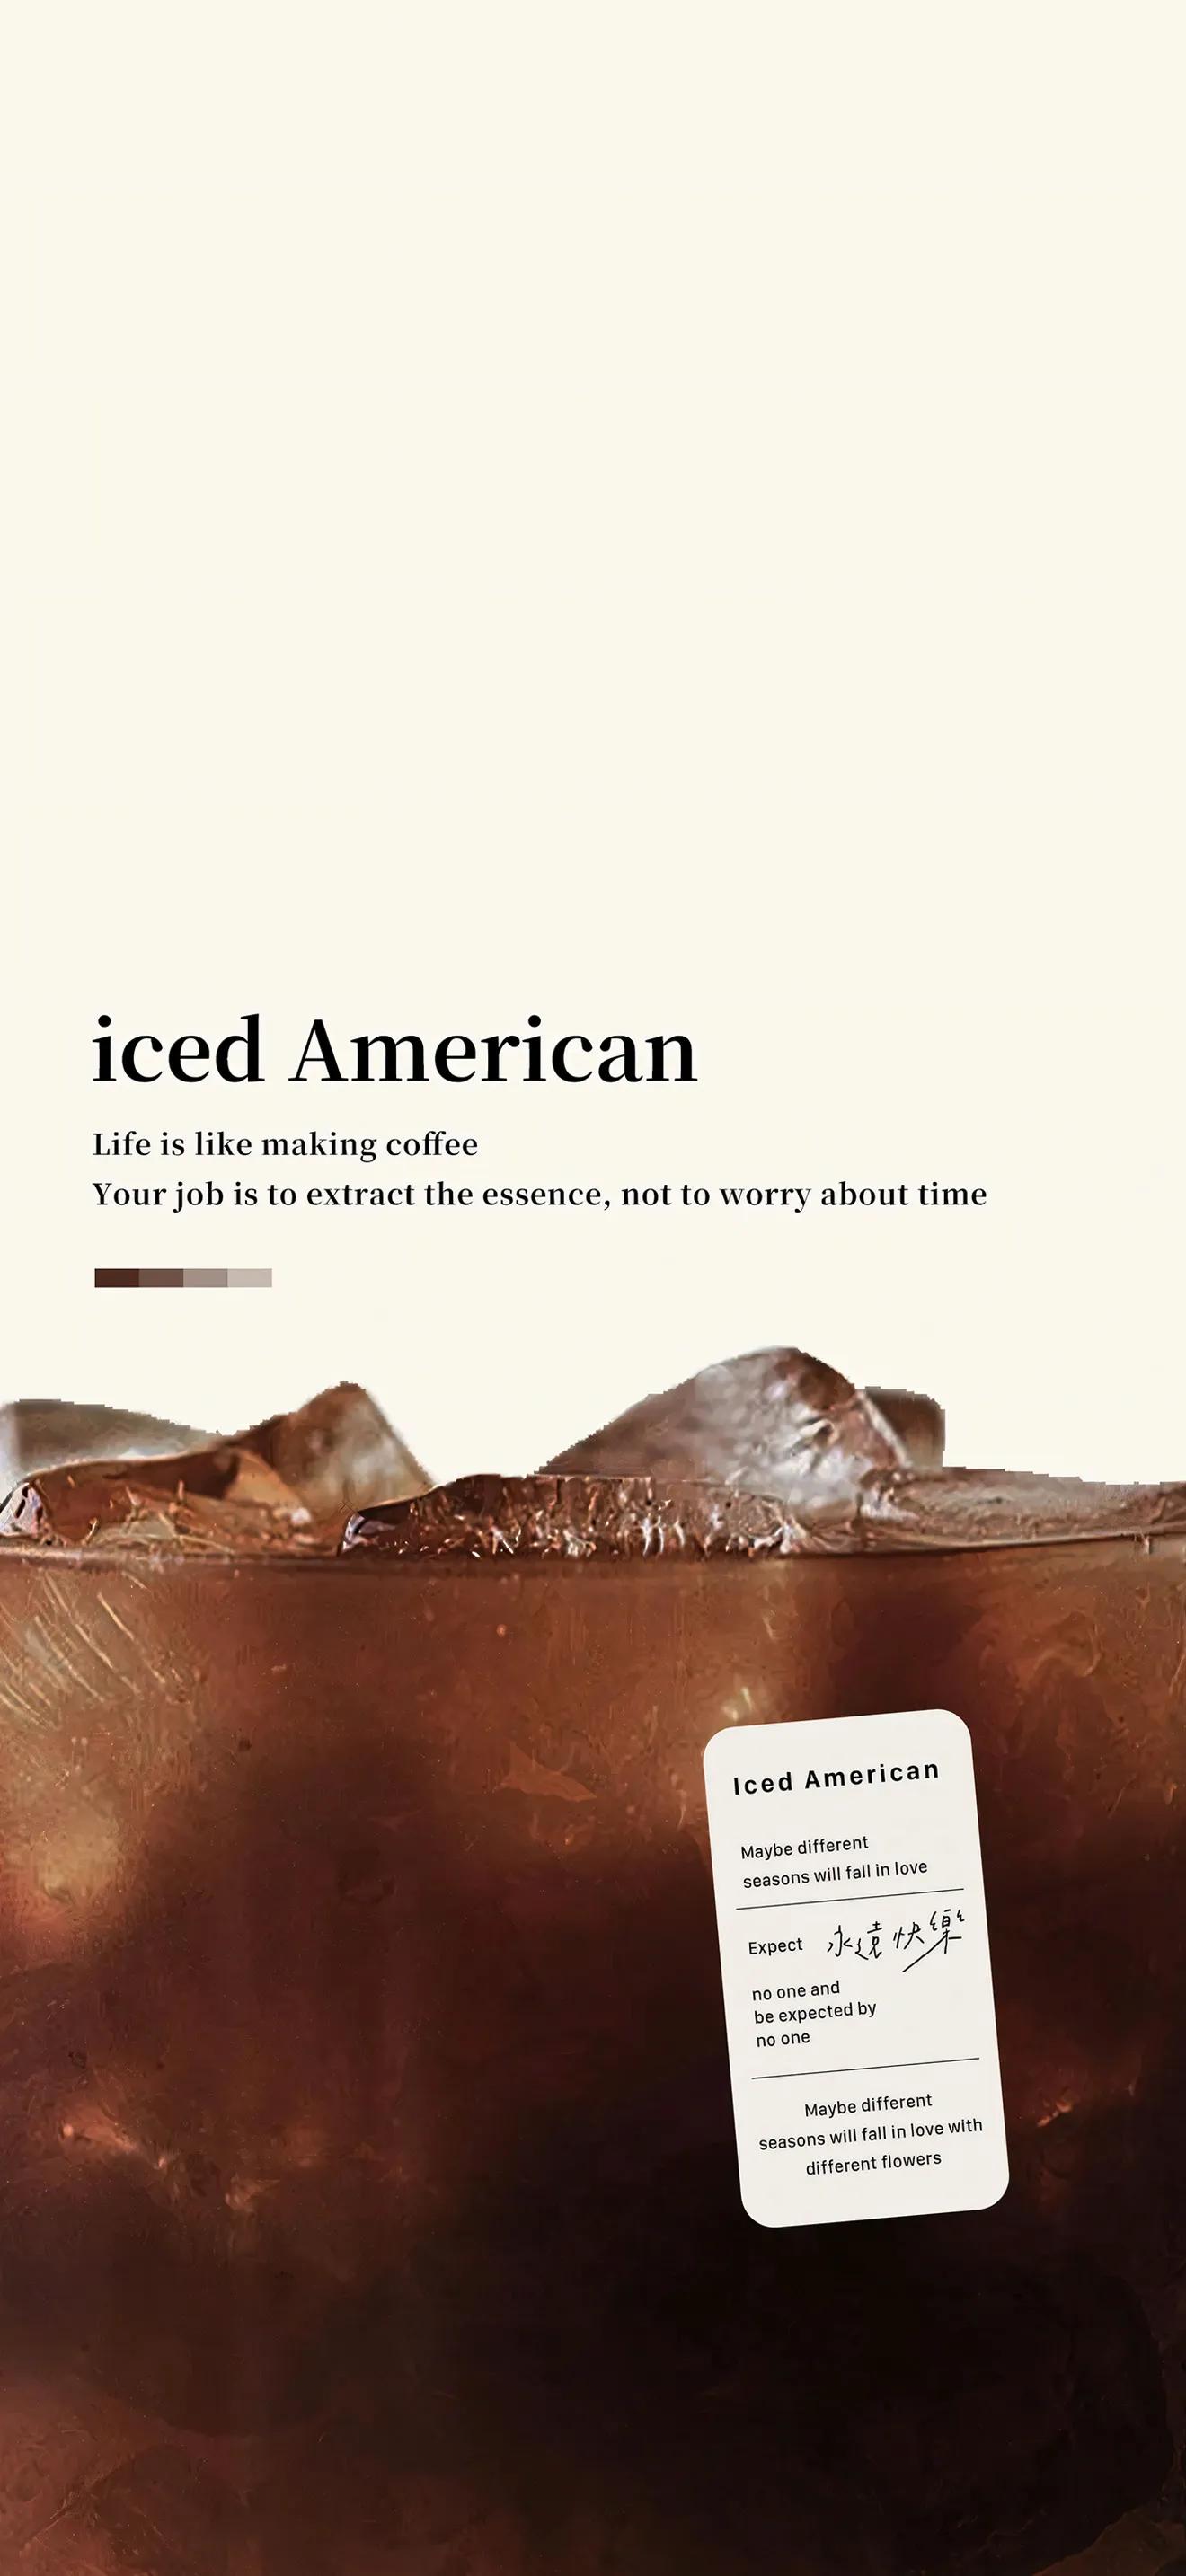 iced American
Life is like making coffee
Your job is to extract the essence, not to worry about time
Iced American
Maybe different
seasons will fall in love
Expect 永遠快樂
no one and
be expected by
no one
Maybe different
seasons will fall in love with
different flowers